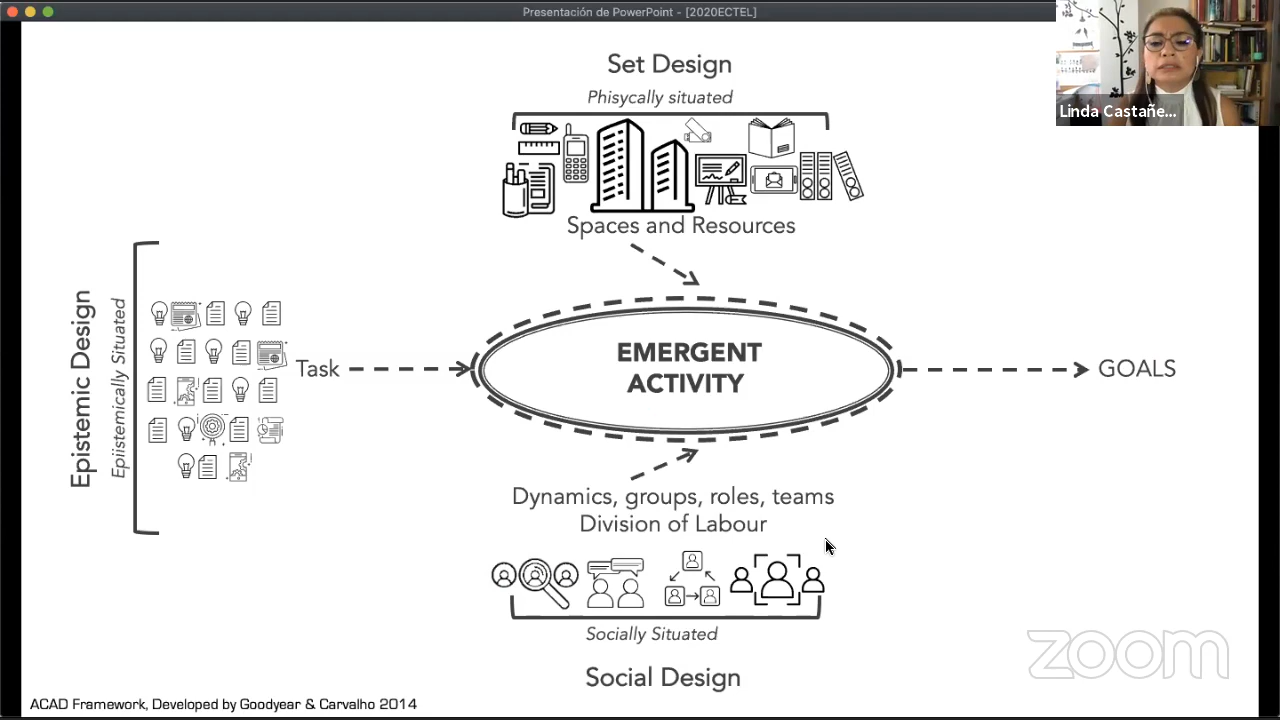 Presentación de PowerPoint - [2020ECTEL]
Linda Castañe...
Set Design
Phisycally situated
Spaces and Resources
Epistemic Design
Epiistemically Situated
Task
EMERGENT
ACTIVITY
GOALS
Dynamics, groups, roles, teams
Division of Labour
Socially Situated
Social Design
zoom
ACAD Framework, Developed by Goodyear & Carvalho 2014